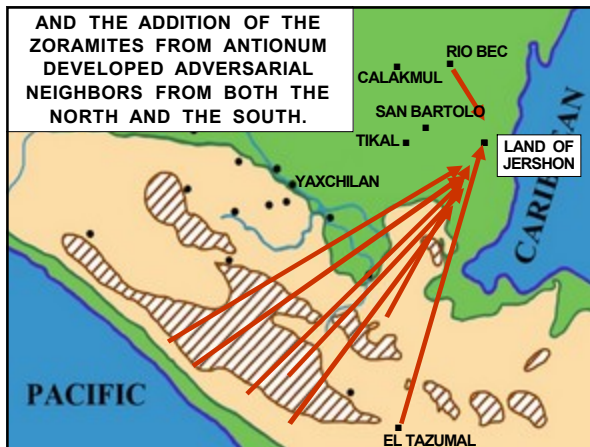 AND THE ADDITION OF THE
ZORAMITES FROM ANTIONUM
DEVELOPED ADVERSARIAL
NEIGHBORS FROM BOTH THE
NORTH AND THE SOUTH.
RIO BEC
CALAKMUL
SAN BARTOLO
TIKAL
LAND OF
JERSHON
YAXCHILAN
CARIBBEAN
PACIFIC
EL TAZUMAL